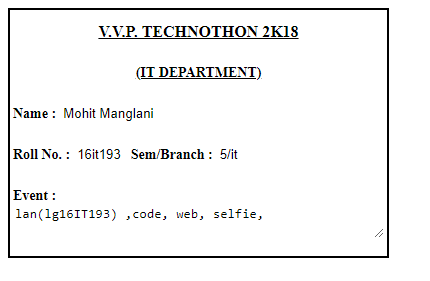 V.V.P. TECHNOTHON 2K18
(IT DEPARTMENT)
Name : Mohit Manglani
Roll No. : 16it193 Sem/Branch : 5/it
Event :
lan(lg16IT193) ,code, web, selfie,